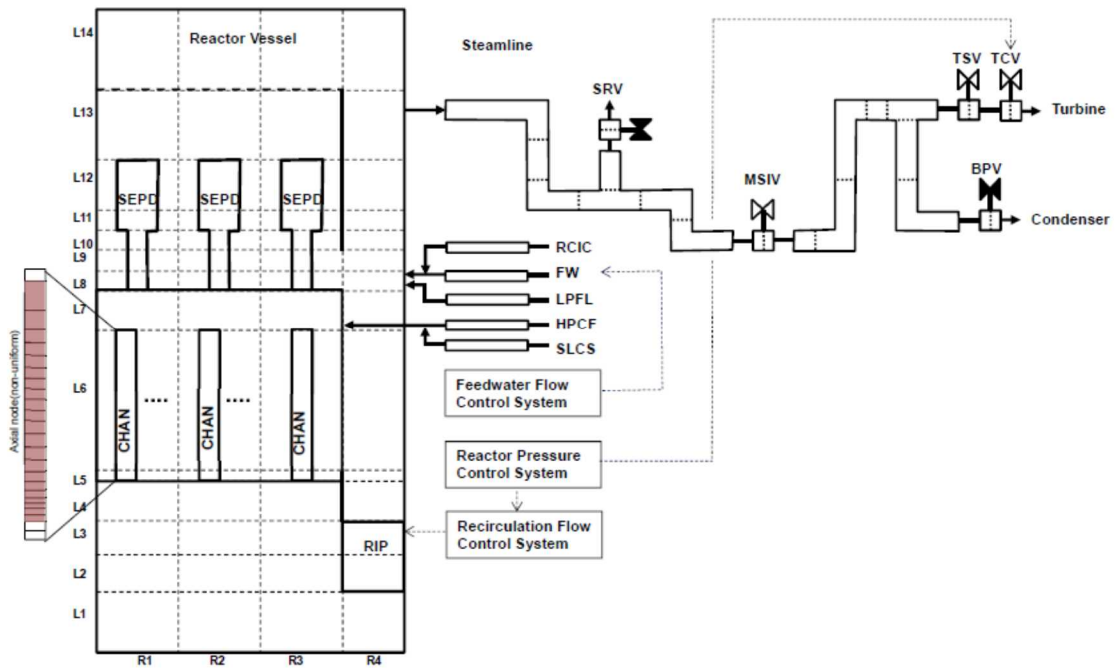 L14
Reactor Vessel
Steamline
TSV TCV
SRV
L13
Turbine
L12
SEPD SEPD SEPD
MSIV
BPV
L11
Condenser
L10
L9
RCIC
L8
FW
L7
LPFL
HPCF
SLCS
Axial node(non-uniform)
L6
CHAN CHAN CHAN
Feedwater Flow
Control System
Reactor Pressure
Control System
L5
L4
L3
RIP
Recirculation Flow
Control System
L2
L1
R1 R2 R3 R4